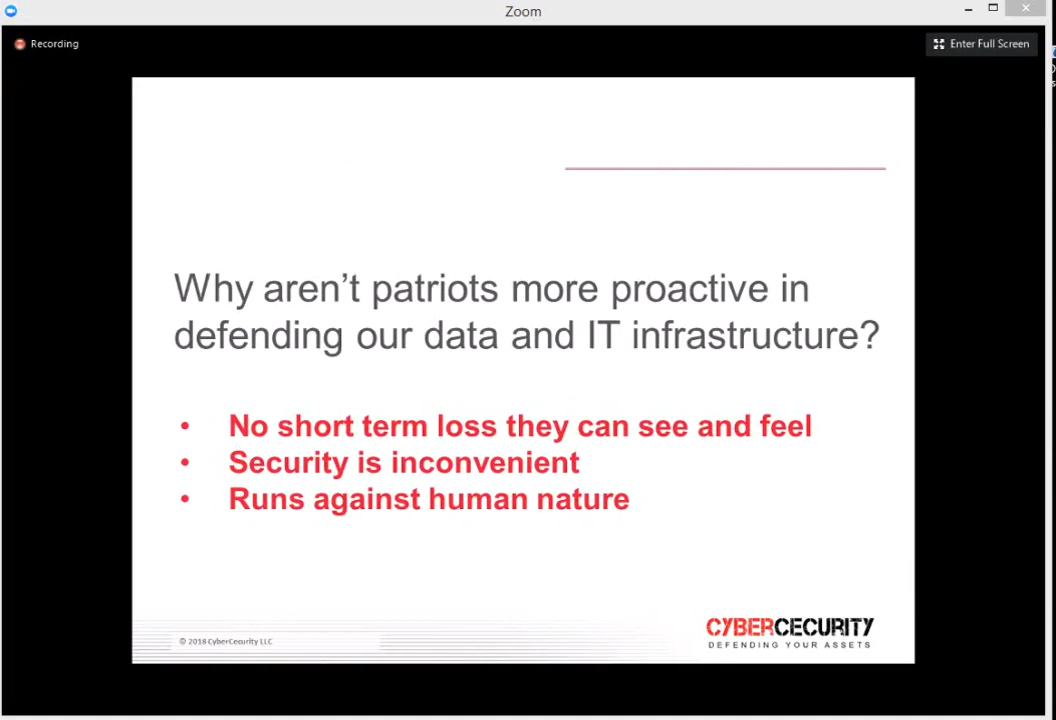 Zoom
Recording
Enter Full Screen
Why aren't patriots more proactive in
defending our data and IT infrastructure?
• No short term loss they can see and feel
• Security is inconvenient
• Runs against human nature
© 2018 CyberCecurity LLC
CYBERCECURITY
DEFENDING YOUR ASSETS